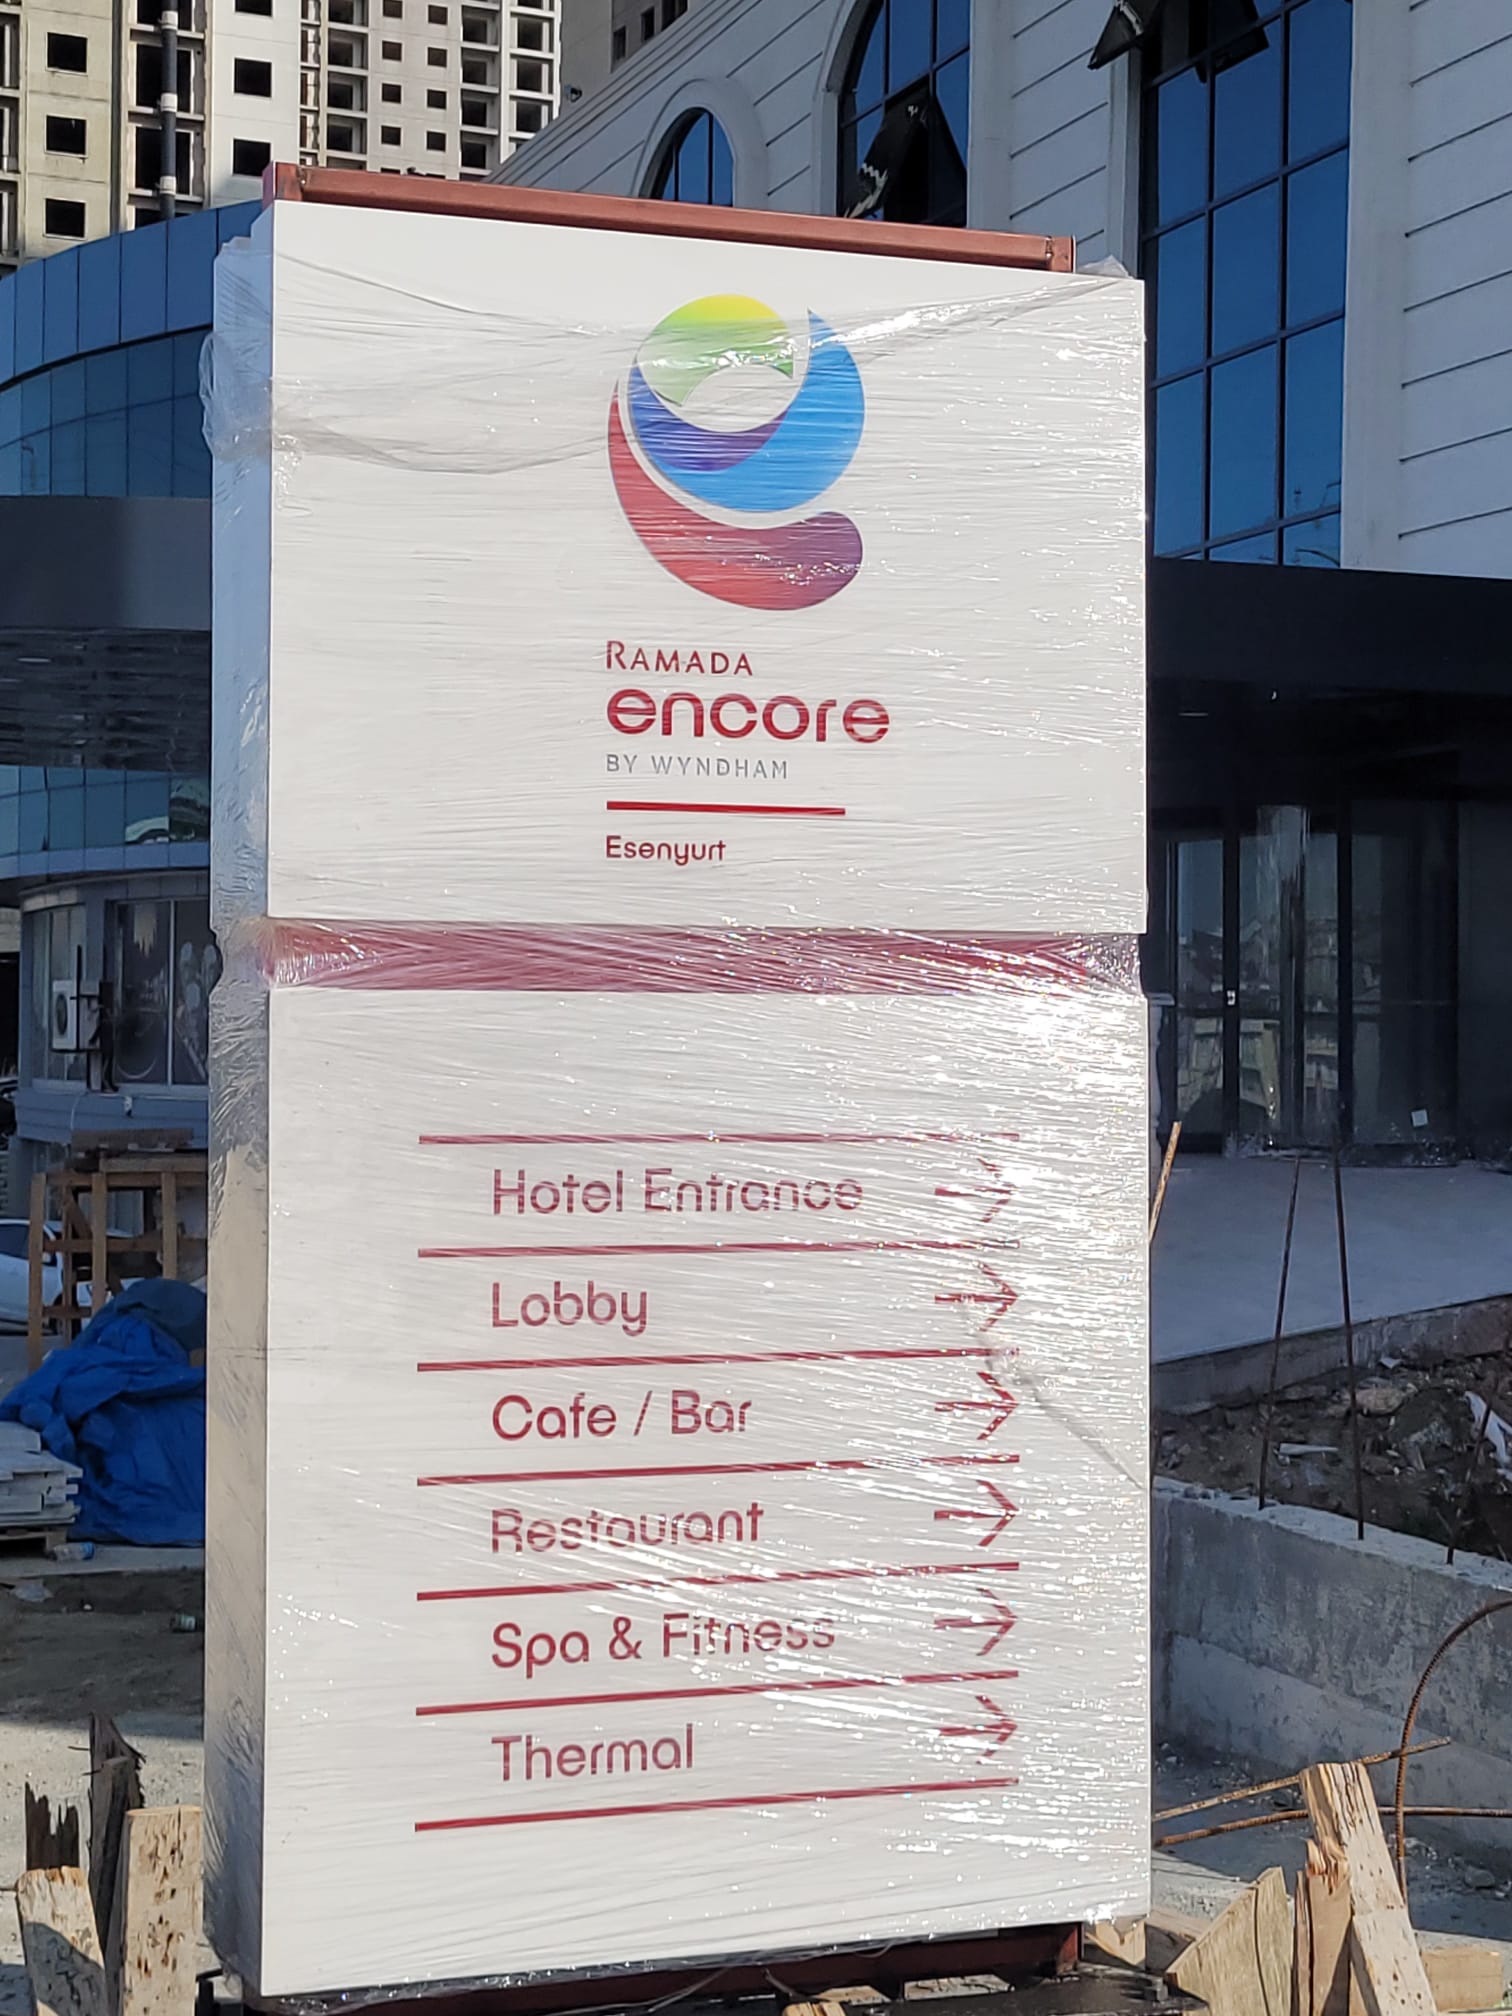 RAMADA
encore
BY WYNDHAM
Esenyurt
Hotel Entrance
Lobby
Cafe / Bar
Restaurant
Spa & Fitness
Thermal